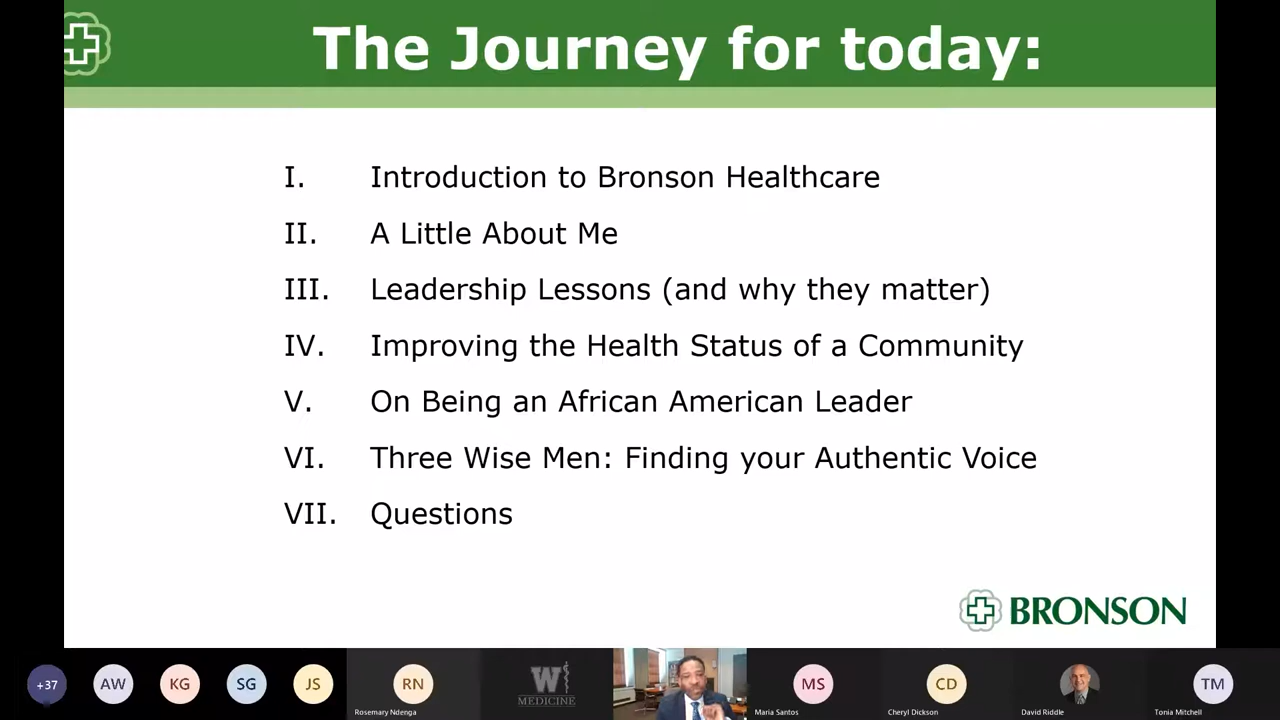 The Journey for today:
I. Introduction to Bronson Healthcare
II. A Little About Me
III. Leadership Lessons (and why they matter)
IV. Improving the Health Status of a Community
V. On Being an African American Leader
VI. Three Wise Men: Finding your Authentic Voice
VII. Questions
BRONSON
+37
AW
KG
SG
JS
RN
Rosemary Ndenga
W
MEDICINE
MS
Maria Santos
CD
Cheryl Dickson
David Riddle
TM
Tonia Mitchell